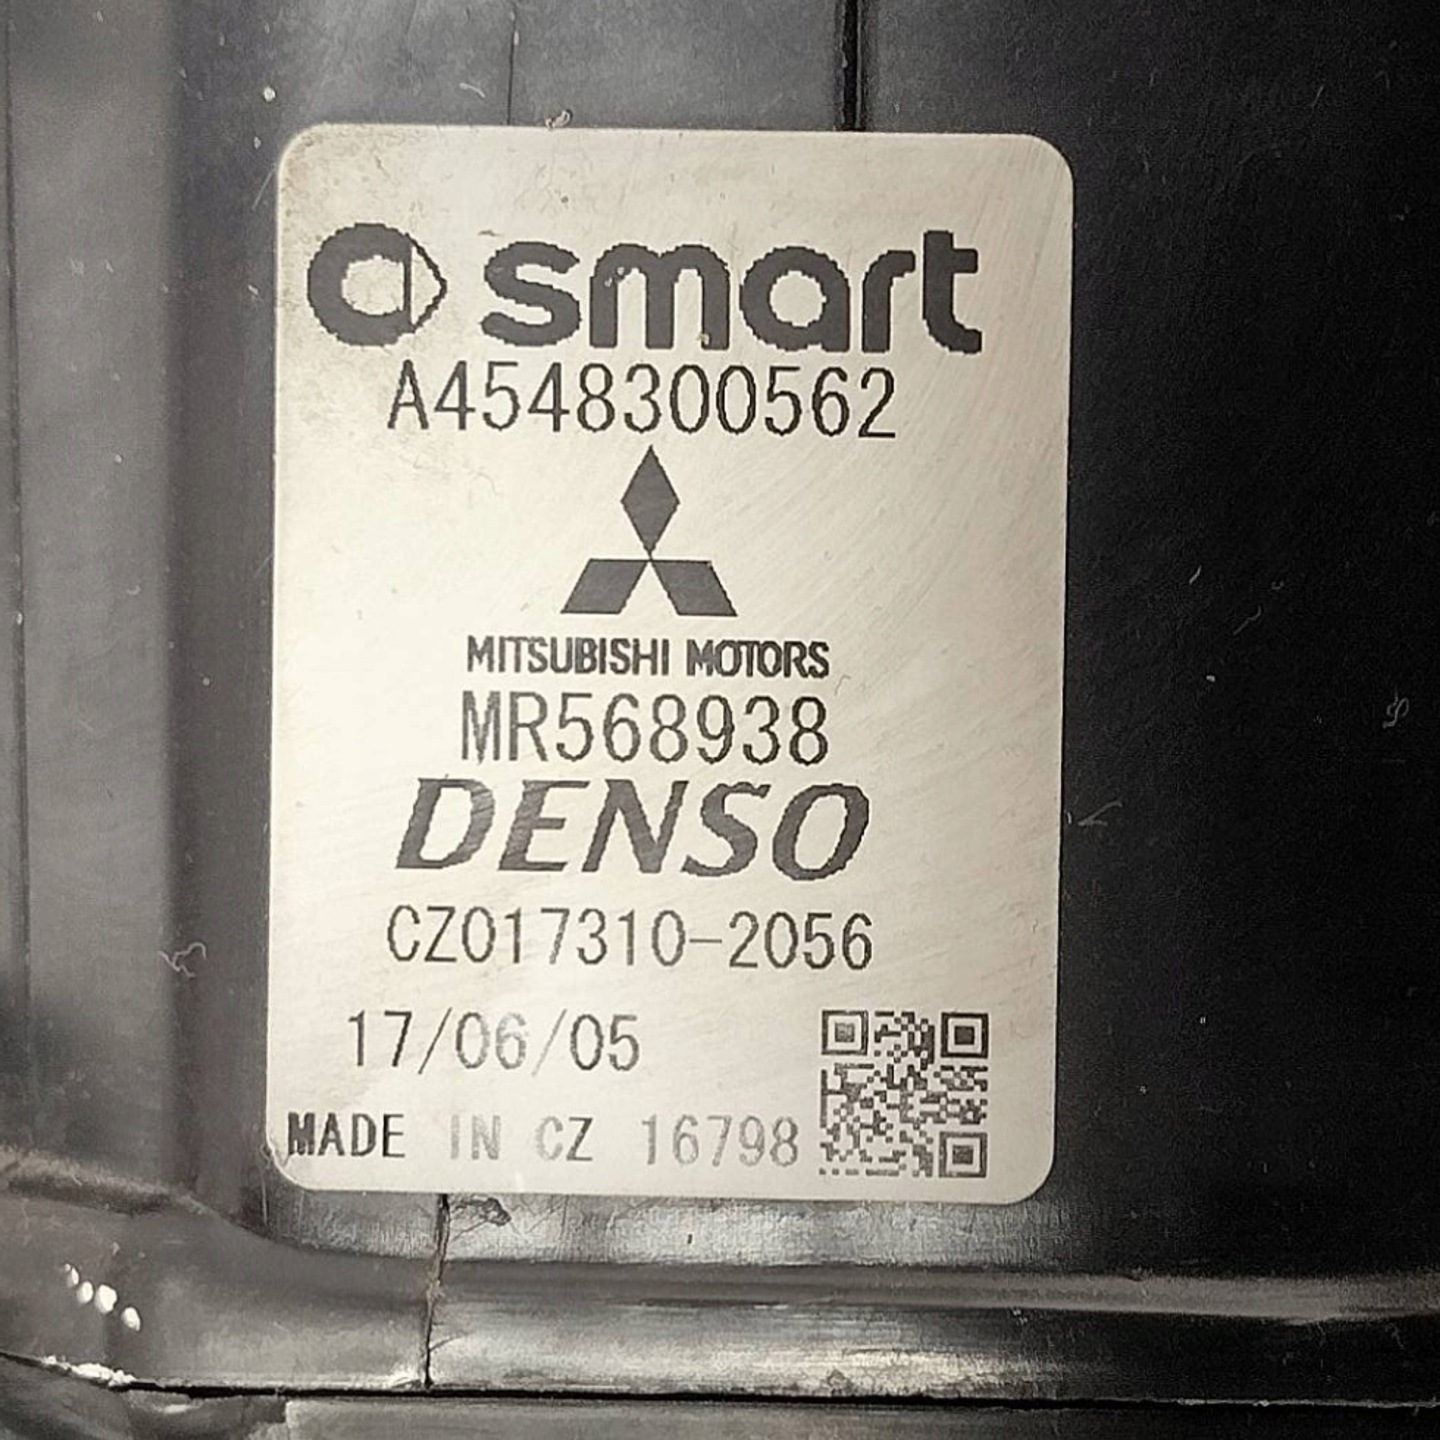 smart
A4548300562
MITSUBISHI MOTORS
MR568938
DENSO
CZ017310-2056
17/06/05
MADE IN CZ 16798